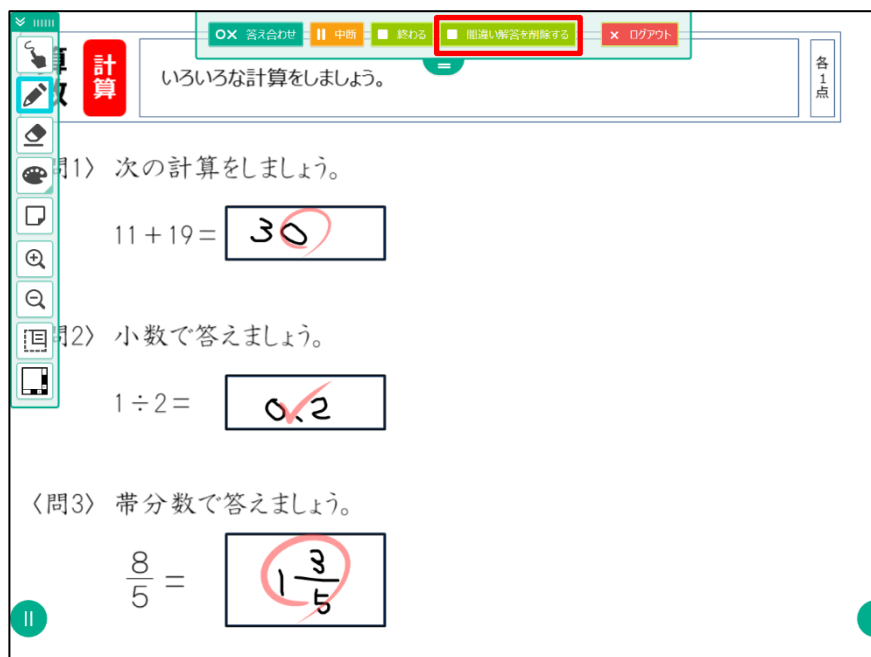 OX 答え合わせ 中断 終わる 間違い解答を削除する × ログアウト
計算
いろいろな計算をしましょう。
各1点
問1〉 次の計算をしましょう。
11+19= 30
問2〉 小数で答えましょう。
1÷2= 0.2
〈問3〉 帯分数で答えましょう。
8/5 = 1 3/5